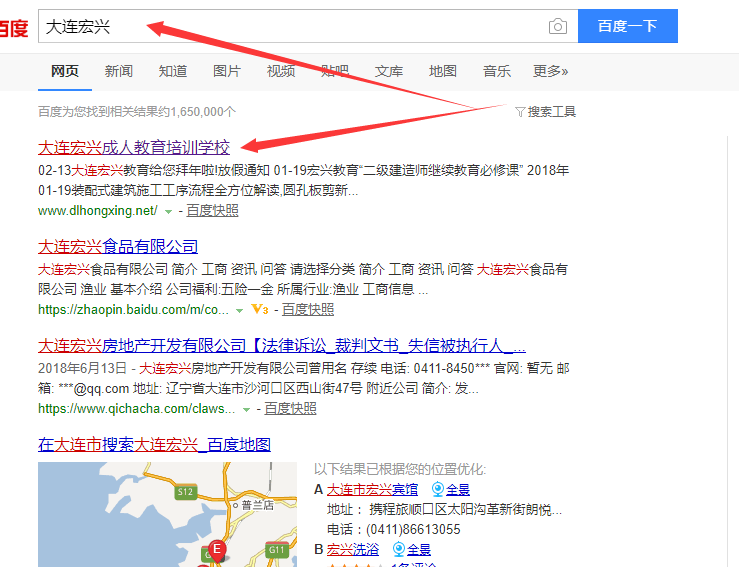 百度 大连宏兴 百度一下
网页 新闻 知道 图片 视频 贴吧 文库 地图 音乐 更多»
百度为您找到相关结果约1,650,000个 搜索工具
大连宏兴成人教育培训学校
02-13大连宏兴教育给您拜年啦!放假通知 01-19宏兴教育“二级建造师继续教育必修课” 2018年
01-19装配式建筑施工工序流程全方位解读,圆孔板剪新...
www.dlhongxing.net/ - 百度快照
大连宏兴食品有限公司
大连宏兴食品有限公司 简介 工商 资讯 问答 请选择分类 简介 工商 资讯 问答 大连宏兴食品有
限公司 渔业 基本介绍 公司福利:五险一金 所属行业:渔业 工商信息 ...
https://zhaopin.baidu.com/m/co... V3 - 百度快照
大连宏兴房地产开发有限公司【法律诉讼_裁判文书_失信被执行人_...
2018年6月13日 - 大连宏兴房地产开发有限公司曾用名 存续 电话: 0411-8450*** 官网: 暂无 邮
箱: ***@qq.com 地址: 辽宁省大连市沙河口区西山街47号 附近公司 简介: 发...
https://www.qichacha.com/claws... - 百度快照
在大连市搜索大连宏兴_百度地图
以下结果已根据您的位置优化:
A 大连市宏兴宾馆 全景
S12
普兰店
地址： 携程旅顺口区太阳沟革新街朗悦...
电话：(0411)86613055
E
G11
B 宏兴洗浴 全景